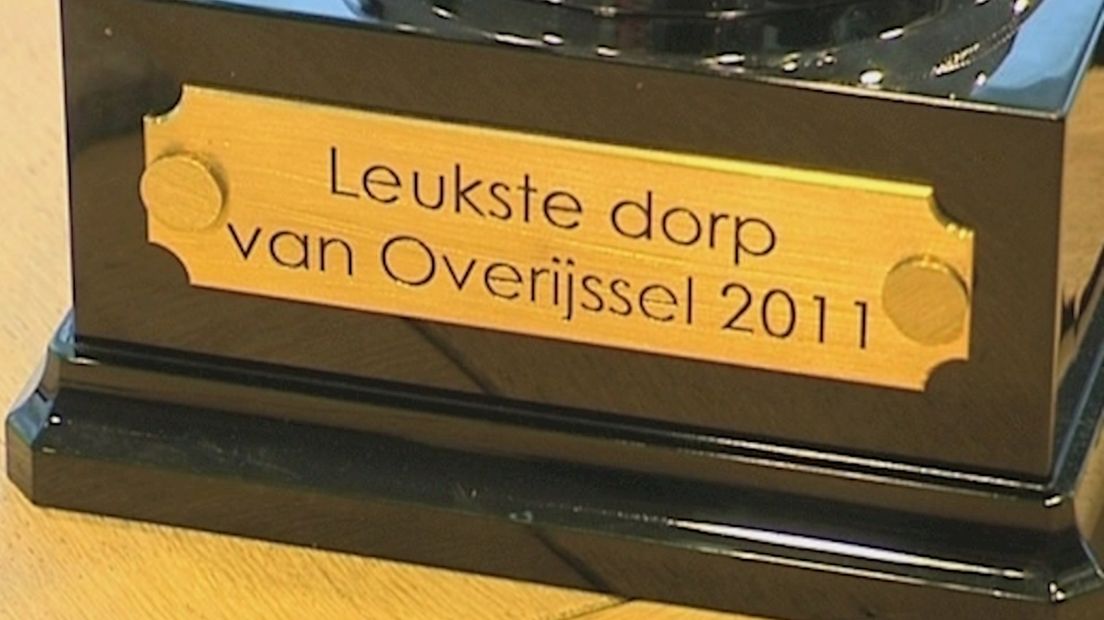 Leukste dorp
van Overijssel 2011